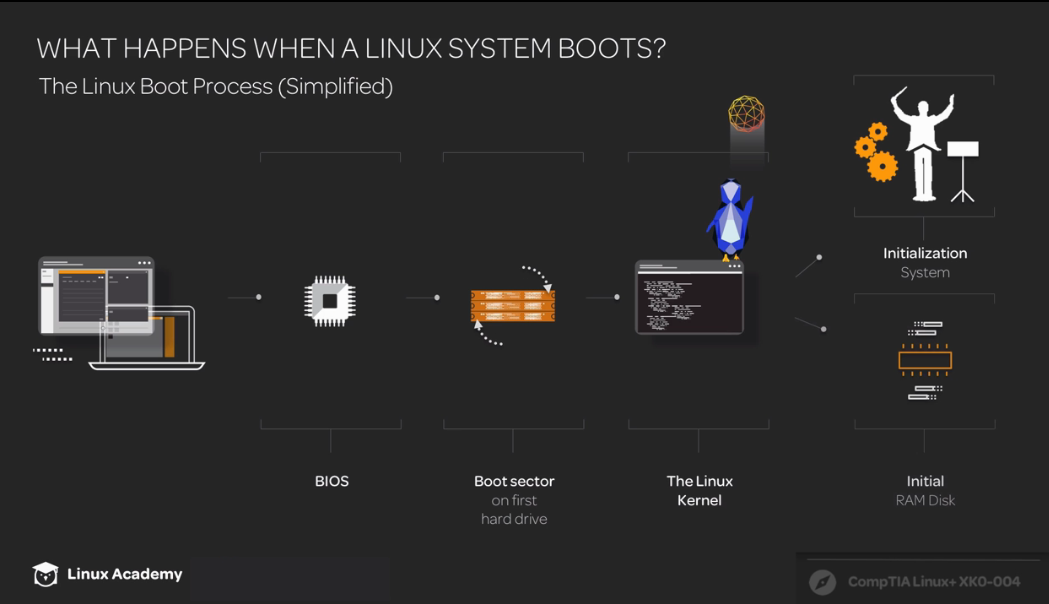 WHAT HAPPENS WHEN A LINUX SYSTEM BOOTS?
The Linux Boot Process (Simplified)
Initialization
System
BIOS
Boot sector
on first
hard drive
The Linux
Kernel
Initial
RAM Disk
Linux Academy
CompTIA Linux+ XK0-004